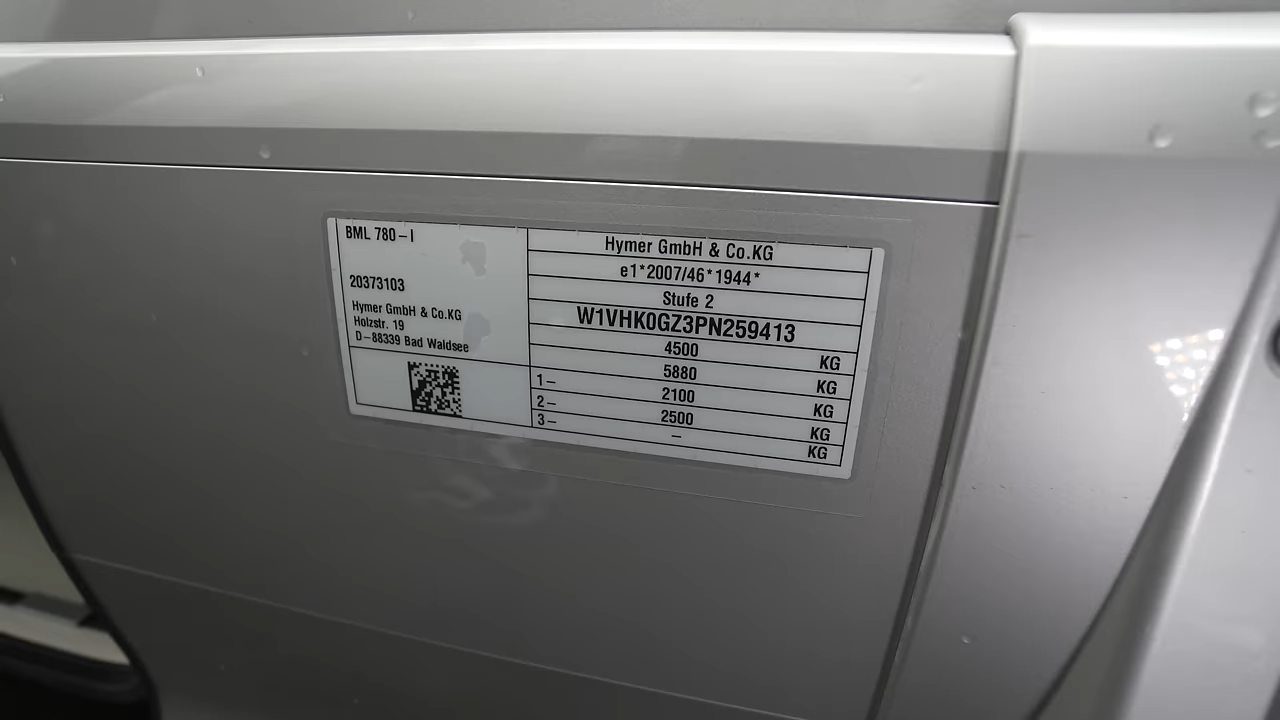 BML 780-I
20373103
Hymer GmbH & Co.KG
Holzstr. 19
D-88339 Bad Waldsee
Hymer GmbH & Co.KG
e1*2007/46*1944*
Stufe 2
W1VHK0GZ3PN259413
4500 KG
5880 KG
1- 2100 KG
2- 2500 KG
3- - KG